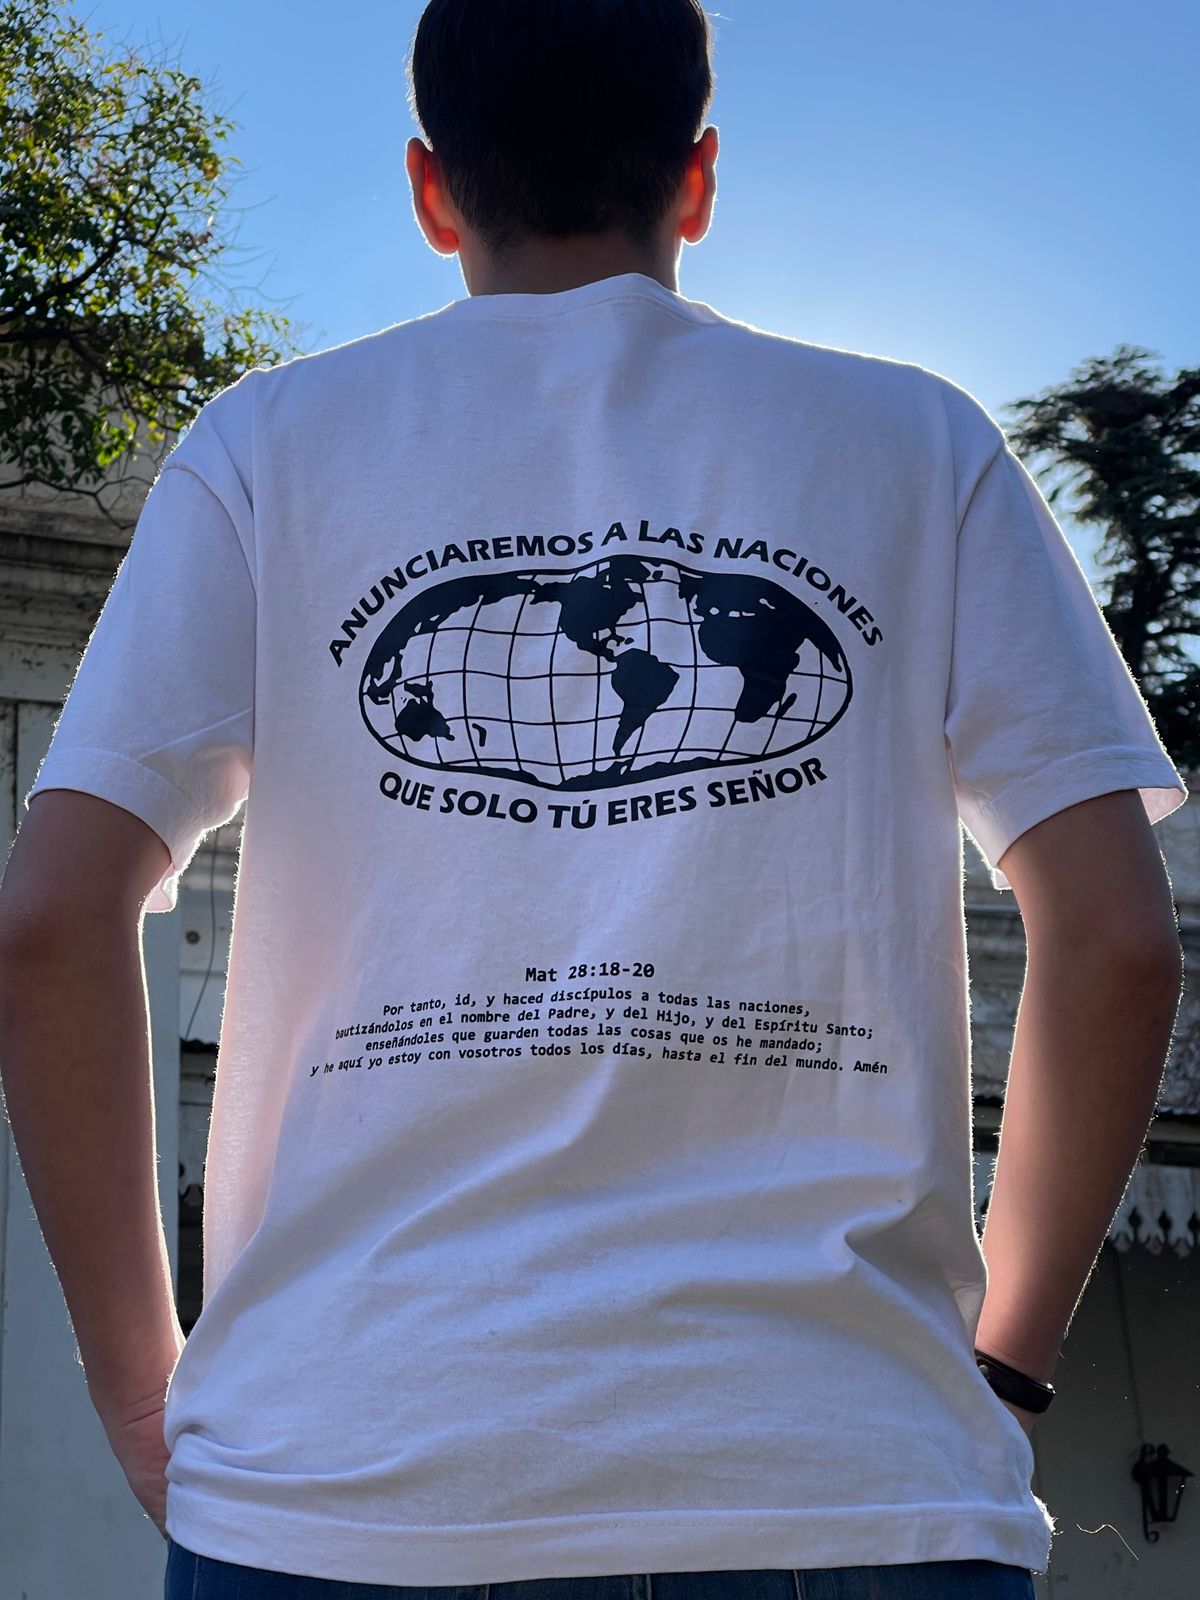 ANUNCIAREMOS A LAS NACIONES
QUE SOLO TÚ ERES SEÑOR
Mat 28:18-20
Por tanto, id, y haced discípulos a todas las naciones,
bautizándolos en el nombre del Padre, y del Hijo, y del Espíritu Santo;
enseñándoles que guarden todas las cosas que os he mandado;
y he aquí yo estoy con vosotros todos los días, hasta el fin del mundo. Amén